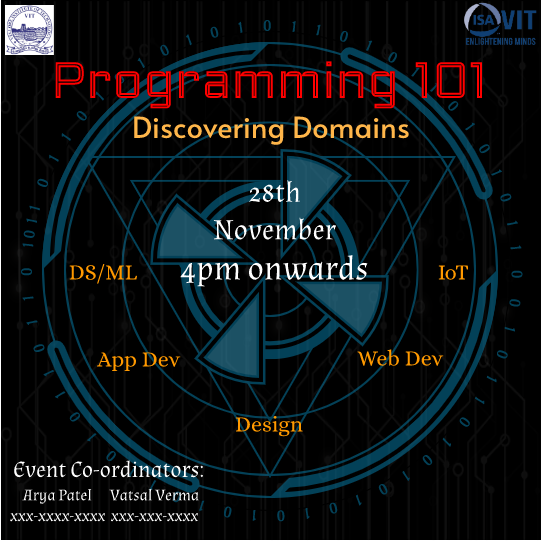 VIT
ISA VIT
ENLIGHTENING MINDS
Programming 101
Discovering Domains
28th
November
4pm onwards
DS/ML
IoT
App Dev
Web Dev
Design
Event Co-ordinators:
Arya Patel Vatsal Verma
xxx-xxxx-xxxx xxx-xxx-xxxx